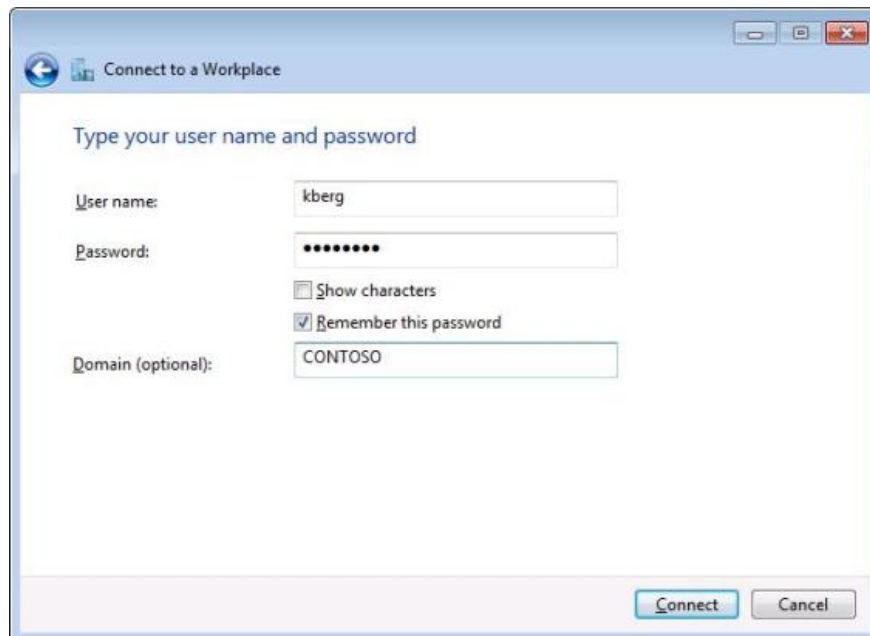 Connect to a Workplace
Type your user name and password
User name: kberg
Password: ••••••••
Show characters
Remember this password
Domain (optional): CONTOSO
Connect Cancel